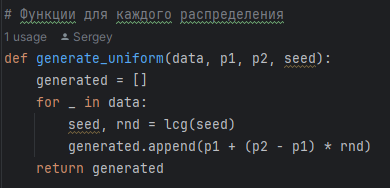 # Функции для каждого распределения
1 usage Sergey
def generate_uniform(data, p1, p2, seed):
    generated = []
    for _ in data:
        seed, rnd = lcg(seed)
        generated.append(p1 + (p2 - p1) * rnd)
    return generated